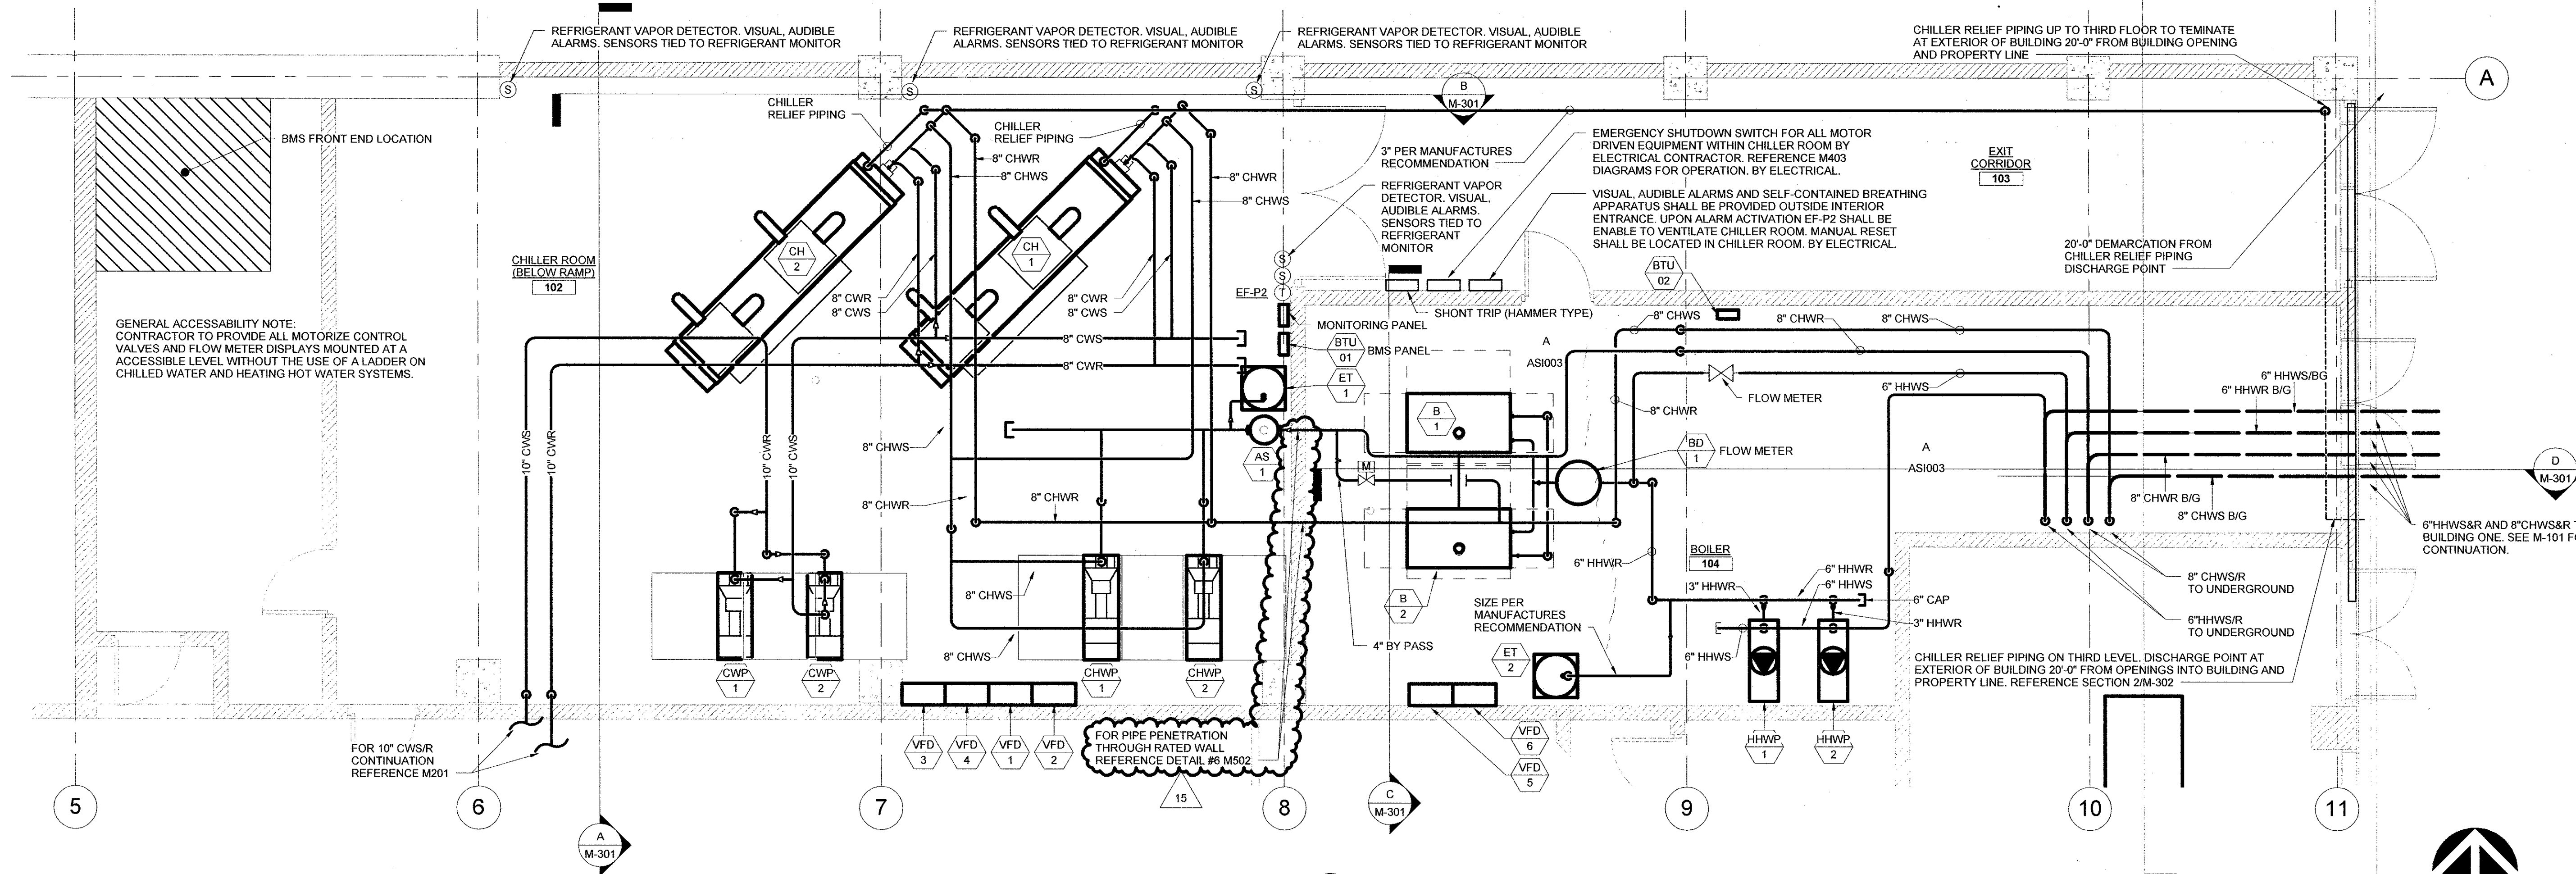 REFRIGERANT VAPOR DETECTOR. VISUAL, AUDIBLE
ALARMS. SENSORS TIED TO REFRIGERANT MONITOR
REFRIGERANT VAPOR DETECTOR. VISUAL, AUDIBLE
ALARMS. SENSORS TIED TO REFRIGERANT MONITOR
REFRIGERANT VAPOR DETECTOR. VISUAL, AUDIBLE
ALARMS. SENSORS TIED TO REFRIGERANT MONITOR
CHILLER RELIEF PIPING UP TO THIRD FLOOR TO TEMINATE
AT EXTERIOR OF BUILDING 20'-0" FROM BUILDING OPENING
AND PROPERTY LINE
S
S
S
A
B
M-301
CHILLER
RELIEF PIPING
CHILLER
RELIEF PIPING
BMS FRONT END LOCATION
8" CHWR
8" CHWS
8" CHWR
8" CHWS
3" PER MANUFACTURES
RECOMMENDATION
EMERGENCY SHUTDOWN SWITCH FOR ALL MOTOR
DRIVEN EQUIPMENT WITHIN CHILLER ROOM BY
ELECTRICAL CONTRACTOR. REFERENCE M403
DIAGRAMS FOR OPERATION. BY ELECTRICAL.
EXIT
CORRIDOR
103
REFRIGERANT VAPOR
DETECTOR. VISUAL,
AUDIBLE ALARMS.
SENSORS TIED TO
REFRIGERANT
MONITOR
VISUAL, AUDIBLE ALARMS AND SELF-CONTAINED BREATHING
APPARATUS SHALL BE PROVIDED OUTSIDE INTERIOR
ENTRANCE. UPON ALARM ACTIVATION EF-P2 SHALL BE
ENABLE TO VENTILATE CHILLER ROOM. MANUAL RESET
SHALL BE LOCATED IN CHILLER ROOM. BY ELECTRICAL.
20'-0" DEMARCATION FROM
CHILLER RELIEF PIPING
DISCHARGE POINT
CHILLER ROOM
(BELOW RAMP)
102
CH
2
CH
1
S
S
T
EF-P2
BTU
02
8" CWR
8" CWS
8" CWR
8" CWS
SHONT TRIP (HAMMER TYPE)
MONITORING PANEL
BTU
01
BMS PANEL
GENERAL ACCESSABILITY NOTE:
CONTRACTOR TO PROVIDE ALL MOTORIZE CONTROL
VALVES AND FLOW METER DISPLAYS MOUNTED AT A
ACCESSIBLE LEVEL WITHOUT THE USE OF A LADDER ON
CHILLED WATER AND HEATING HOT WATER SYSTEMS.
8" CWS
8" CWR
ET
1
8" CHWS
8" CHWR
8" CHWS
A
ASI003
6" HHWS
FLOW METER
6" HHWS/BG
6" HHWR B/G
B
1
8" CHWR
10" CWS
10" CWR
10" CWR
10" CWS
8" CHWS
AS
1
M
BD
1
FLOW METER
A
ASI003
D
M-301
8" CHWR
8" CHWR
8" CHWR B/G
8" CHWS B/G
6"HHWS&R AND 8"CHWS&R
BUILDING ONE. SEE M-101
CONTINUATION.
BOILER
104
6" HHWR
8" CHWS
B
2
3" HHWR
6" HHWR
6" HHWS
6" CAP
3" HHWR
8" CHWS/R
TO UNDERGROUND
6"HHWS/R
TO UNDERGROUND
SIZE PER
MANUFACTURES
RECOMMENDATION
8" CHWS
4" BY PASS
ET
2
6" HHWS
CHILLER RELIEF PIPING ON THIRD LEVEL. DISCHARGE POINT AT
EXTERIOR OF BUILDING 20'-0" FROM OPENINGS INTO BUILDING AND
PROPERTY LINE. REFERENCE SECTION 2/M-302
CWP
1
CWP
2
CHWP
1
CHWP
2
FOR 10" CWS/R
CONTINUATION
REFERENCE M201
VFD
3
VFD
4
VFD
1
VFD
2
FOR PIPE PENETRATION
THROUGH RATED WALL
REFERENCE DETAIL #6 M502
15
VFD
6
VFD
5
HHWP
1
HHWP
2
5
6
7
8
9
10
11
A
M-301
C
M-301